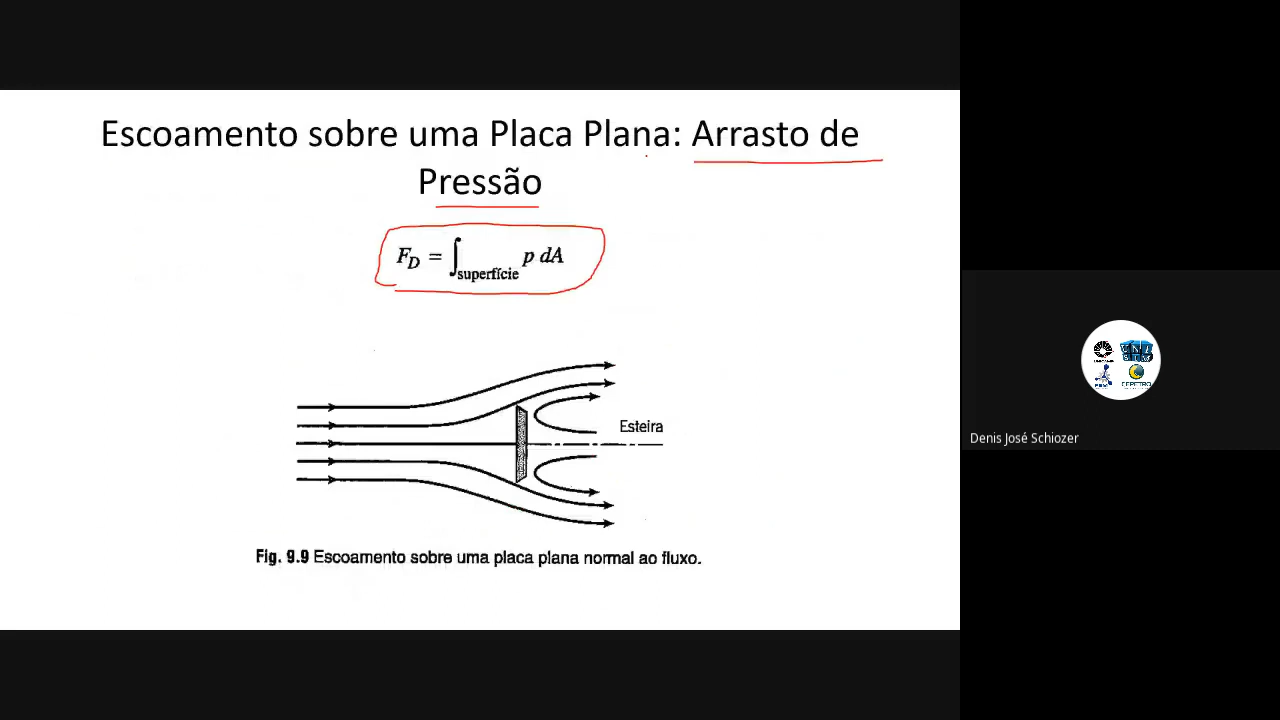 Escoamento sobre uma Placa Plana: Arrasto de
Pressão
F_D = ∫_superfície p dA
Esteira
Fig. 9.9 Escoamento sobre uma placa plana normal ao fluxo.
Denis José Schiozer